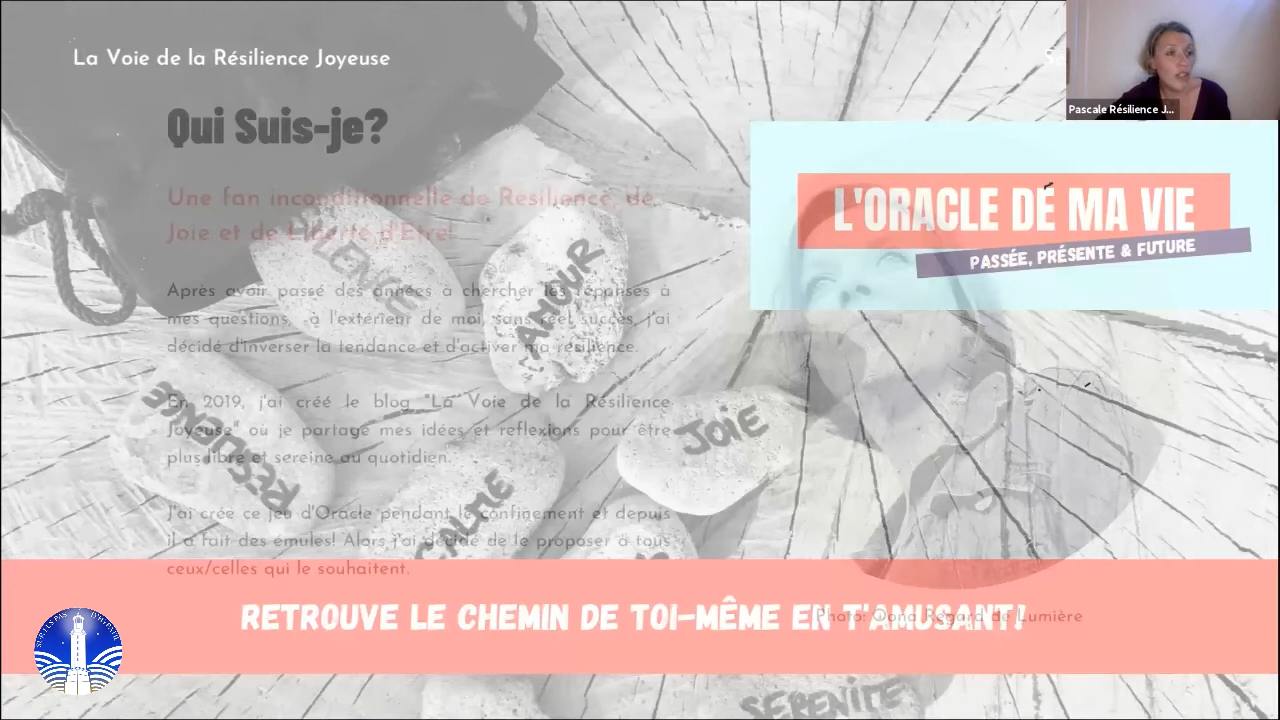 La Voie de la Résilience Joyeuse
Pascale Résilience J...
Qui Suis-je?
Une fan inconditionnelle de Résilience, de
Joie et de Liberté d'Etre!
L'ORACLE DE MA VIE
PASSÉE, PRÉSENTE & FUTURE
Après avoir passé des années à chercher les réponses à
mes questions, à l'extérieur de moi, sans réel succès, j'ai
décidé d'inverser la tendance et d'activer ma résilience.
L'AMOUR
RESILIENCE
JOIE
En 2019, j'ai créé le blog "La Voie de la Résilience
Joyeuse" où je partage mes idées et reflexions pour être
plus libre et sereine au quotidien.
CALME
J'ai crée ce jeu d'Oracle pendant le confinement et depuis
il a fait des émules! Alors j'ai décidé de le proposer à tous
ceux/celles qui le souhaitent.
RETROUVE LE CHEMIN DE TOI-MÊME EN T'AMUSANT!
Photo: Oona Regard de Lumière
SERENITE